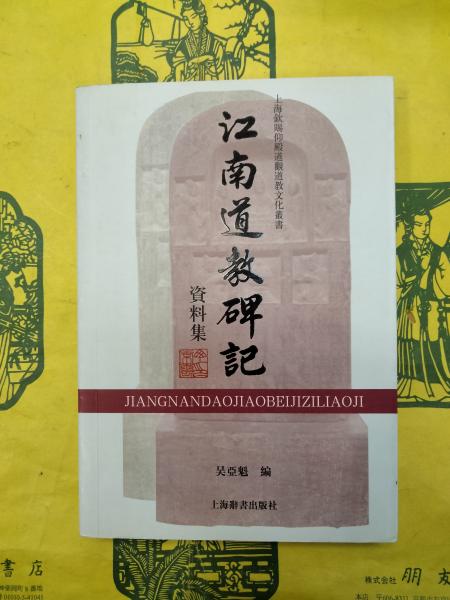 上海欽賜仰殿道觀道教文化叢書
江南道教碑記
資料集
JIANGNANDAOJIAOBEIJIZILIAOJI
吴亞魁 編
上海辭書出版社
書店
株式会社 朋友